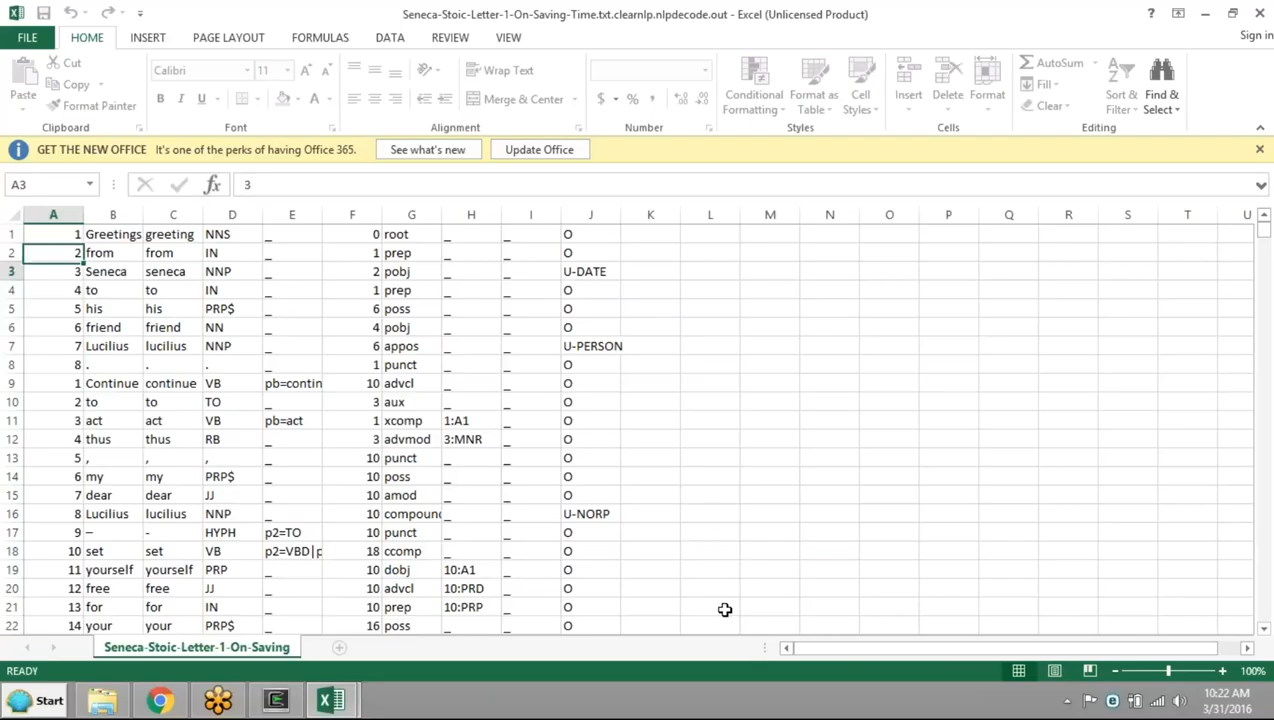 Seneca-Stoic-Letter-1-On-Saving-Time.txt.clearnlp.nlpdecode.out - Excel (Unlicensed Product)
FILE HOME INSERT PAGE LAYOUT FORMULAS DATA REVIEW VIEW Sign in
Paste Cut Copy Format Painter
Calibri 11
B I U
Wrap Text
Merge & Center
$ % ,
Conditional Formatting Format as Table Cell Styles
Insert Delete Format
AutoSum Fill Clear
Sort & Filter Find & Select
Clipboard Font Alignment Number Styles Cells Editing
GET THE NEW OFFICE It's one of the perks of having Office 365. See what's new Update Office
A3 fx 3
A B C D E F G H I J K L M N O P Q R S T U
1 1 Greetings greeting NNS _ 0 root _ _ O
2 2 from from IN _ 1 prep _ _ O
3 3 Seneca seneca NNP _ 2 pobj _ _ U-DATE
4 4 to to IN _ 1 prep _ _ O
5 5 his his PRP$ _ 6 poss _ _ O
6 6 friend friend NN _ 4 pobj _ _ O
7 7 Lucilius lucilius NNP _ 6 appos _ _ U-PERSON
8 8 . . . _ 1 punct _ _ O
9 1 Continue continue VB pb=contin 10 advcl _ _ O
10 2 to to TO _ 3 aux _ _ O
11 3 act act VB pb=act 1 xcomp 1:A1 _ O
12 4 thus thus RB _ 3 advmod 3:MNR _ O
13 5 , , , _ 10 punct _ _ O
14 6 my my PRP$ _ 10 poss _ _ O
15 7 dear dear JJ _ 10 amod _ _ O
16 8 Lucilius lucilius NNP _ 10 compound _ _ U-NORP
17 9 – - HYPH p2=TO 10 punct _ _ O
18 10 set set VB p2=VBD|p 18 ccomp _ _ O
19 11 yourself yourself PRP _ 10 dobj 10:A1 _ O
20 12 free free JJ _ 10 advcl 10:PRD _ O
21 13 for for IN _ 10 prep 10:PRP _ O
22 14 your your PRP$ _ 16 poss _ _ O
Seneca-Stoic-Letter-1-On-Saving
READY 100%
Start 10:22 AM
3/31/2016